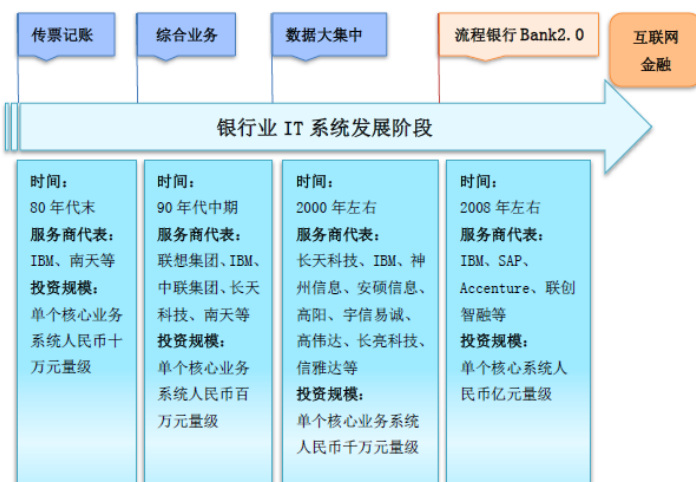 传票记账
综合业务
数据大集中
流程银行 Bank2.0
互联网
金融
银行业 IT 系统发展阶段
时间：
80 年代末
服务商代表：
IBM、南天等
投资规模：
单个核心业务
系统人民币十
万元量级
时间：
90 年代中期
服务商代表：
联想集团、IBM、
中联集团、长天
科技、南天等
投资规模：
单个核心业务
系统人民币百
万元量级
时间：
2000 年左右
服务商代表：
长天科技、IBM、神
州信息、安硕信息、
高阳、宇信易诚、
高伟达、长亮科技、
信雅达等
投资规模：
单个核心业务系统
人民币千万元量级
时间：
2008 年左右
服务商代表：
IBM、SAP、
Accenture、联创
智融等
投资规模：
单个核心系统人
民币亿元量级